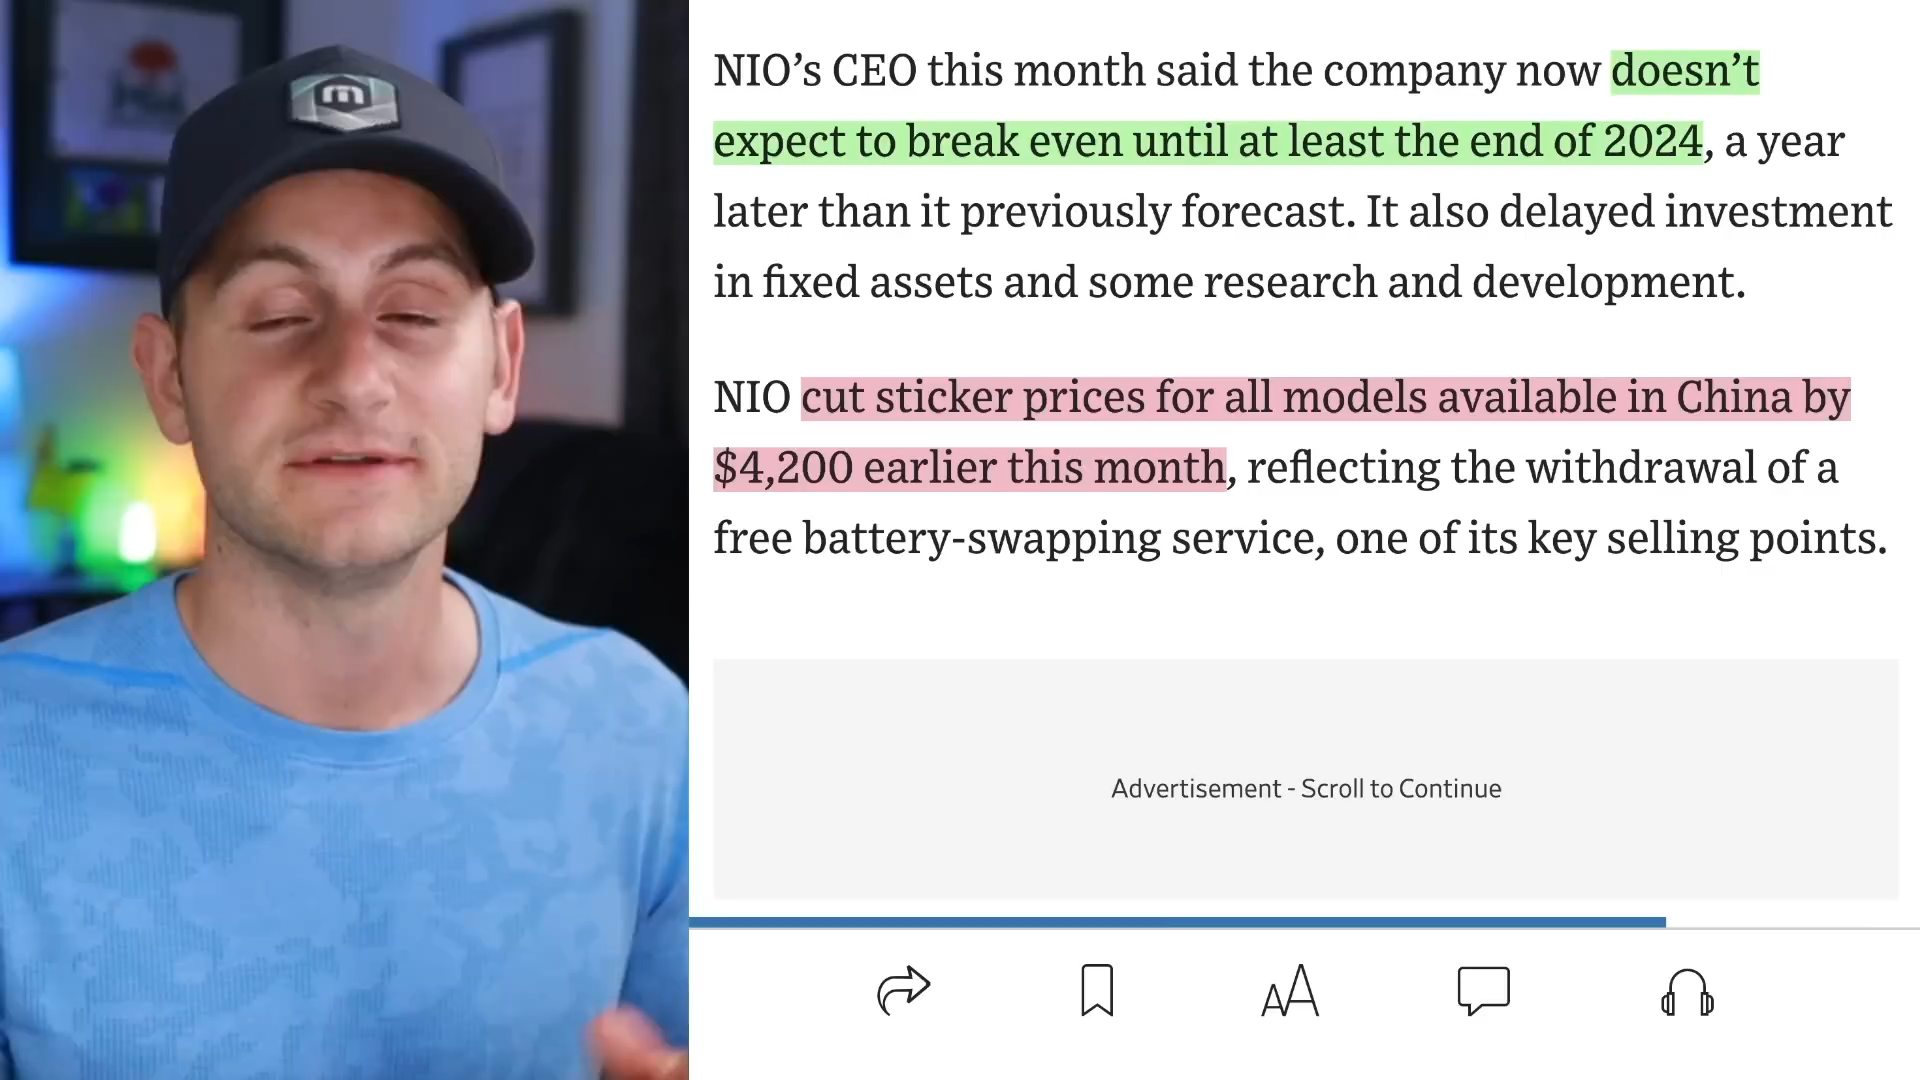 m
NIO’s CEO this month said the company now doesn’t
expect to break even until at least the end of 2024, a year
later than it previously forecast. It also delayed investment
in fixed assets and some research and development.
NIO cut sticker prices for all models available in China by
$4,200 earlier this month, reflecting the withdrawal of a
free battery-swapping service, one of its key selling points.
Advertisement - Scroll to Continue
AA